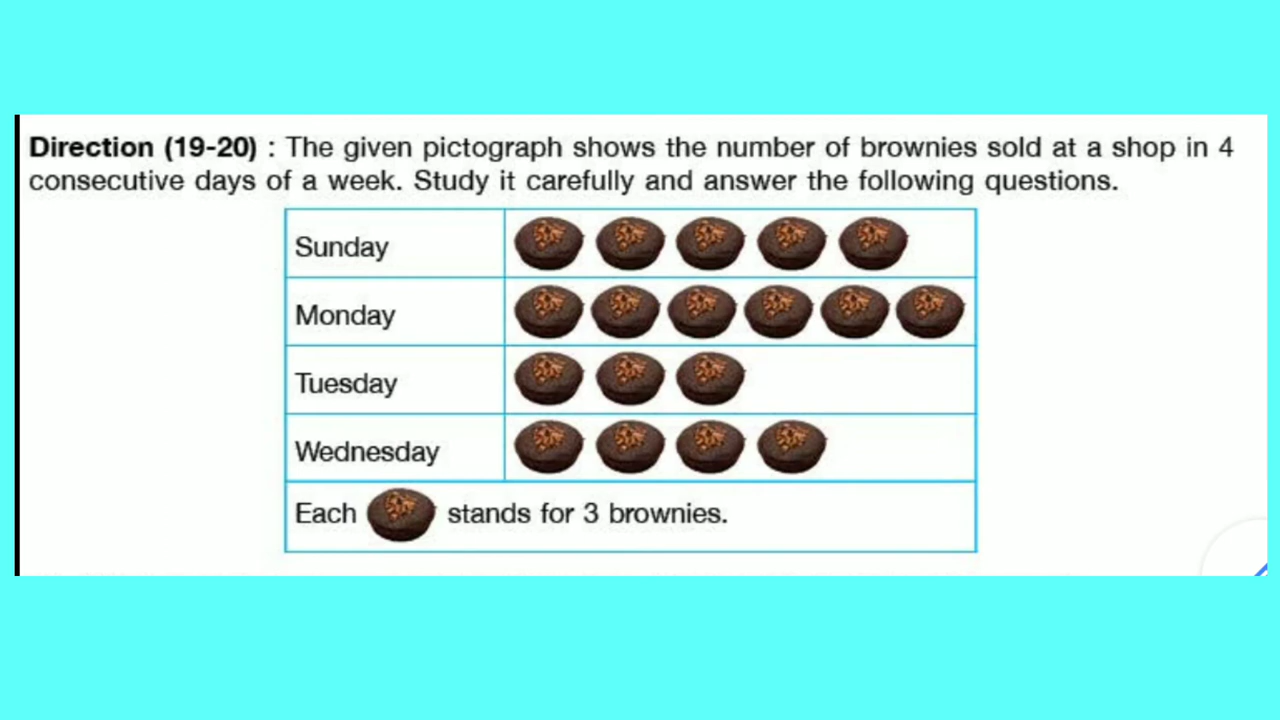 Direction (19-20) : The given pictograph shows the number of brownies sold at a shop in 4
consecutive days of a week. Study it carefully and answer the following questions.
Sunday
Monday
Tuesday
Wednesday
Each stands for 3 brownies.